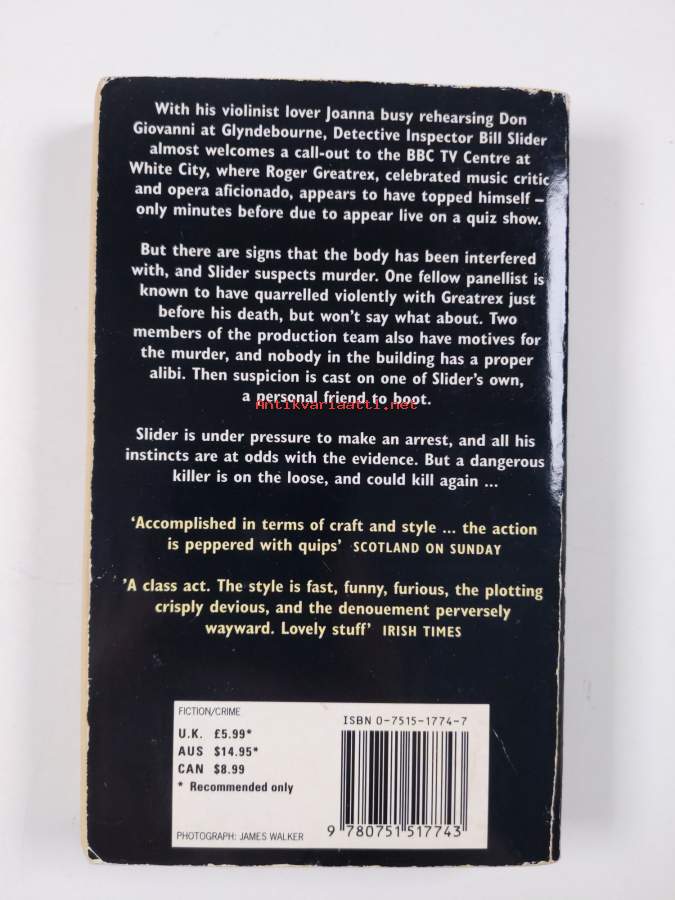 With his violinist lover Joanna busy rehearsing Don
Giovanni at Glyndebourne, Detective Inspector Bill Slider
almost welcomes a call-out to the BBC TV Centre at
White City, where Roger Greatrex, celebrated music critic
and opera aficionado, appears to have topped himself –
only minutes before due to appear live on a quiz show.
But there are signs that the body has been interfered
with, and Slider suspects murder. One fellow panellist is
known to have quarrelled violently with Greatrex just
before his death, but won't say what about. Two
members of the production team also have motives for
the murder, and nobody in the building has a proper
alibi. Then suspicion is cast on one of Slider's own,
a personal friend to boot.
Antikvariaatti.net
Slider is under pressure to make an arrest, and all his
instincts are at odds with the evidence. But a dangerous
killer is on the loose, and could kill again ...
'Accomplished in terms of craft and style ... the action
is peppered with quips' SCOTLAND ON SUNDAY
'A class act. The style is fast, funny, furious, the plotting
crisply devious, and the denouement perversely
wayward. Lovely stuff' IRISH TIMES
FICTION/CRIME
U.K. £5.99*
AUS $14.95*
CAN $8.99
* Recommended only
PHOTOGRAPH: JAMES WALKER
ISBN 0-7515-1774-7
9 780751 517743